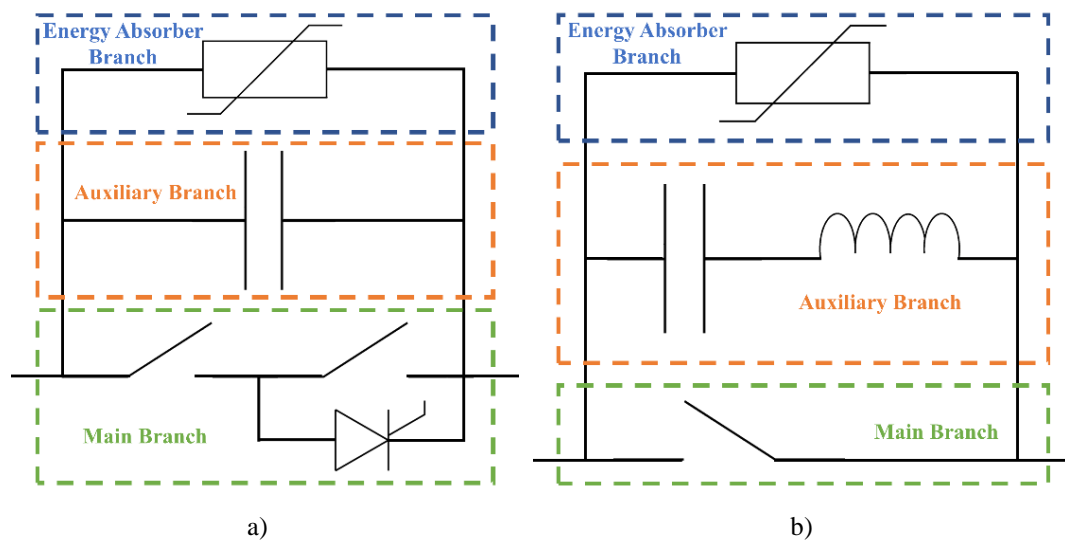 Energy Absorber
Branch
Auxiliary Branch
Main Branch
a)
Energy Absorber
Branch
Auxiliary Branch
Main Branch
b)